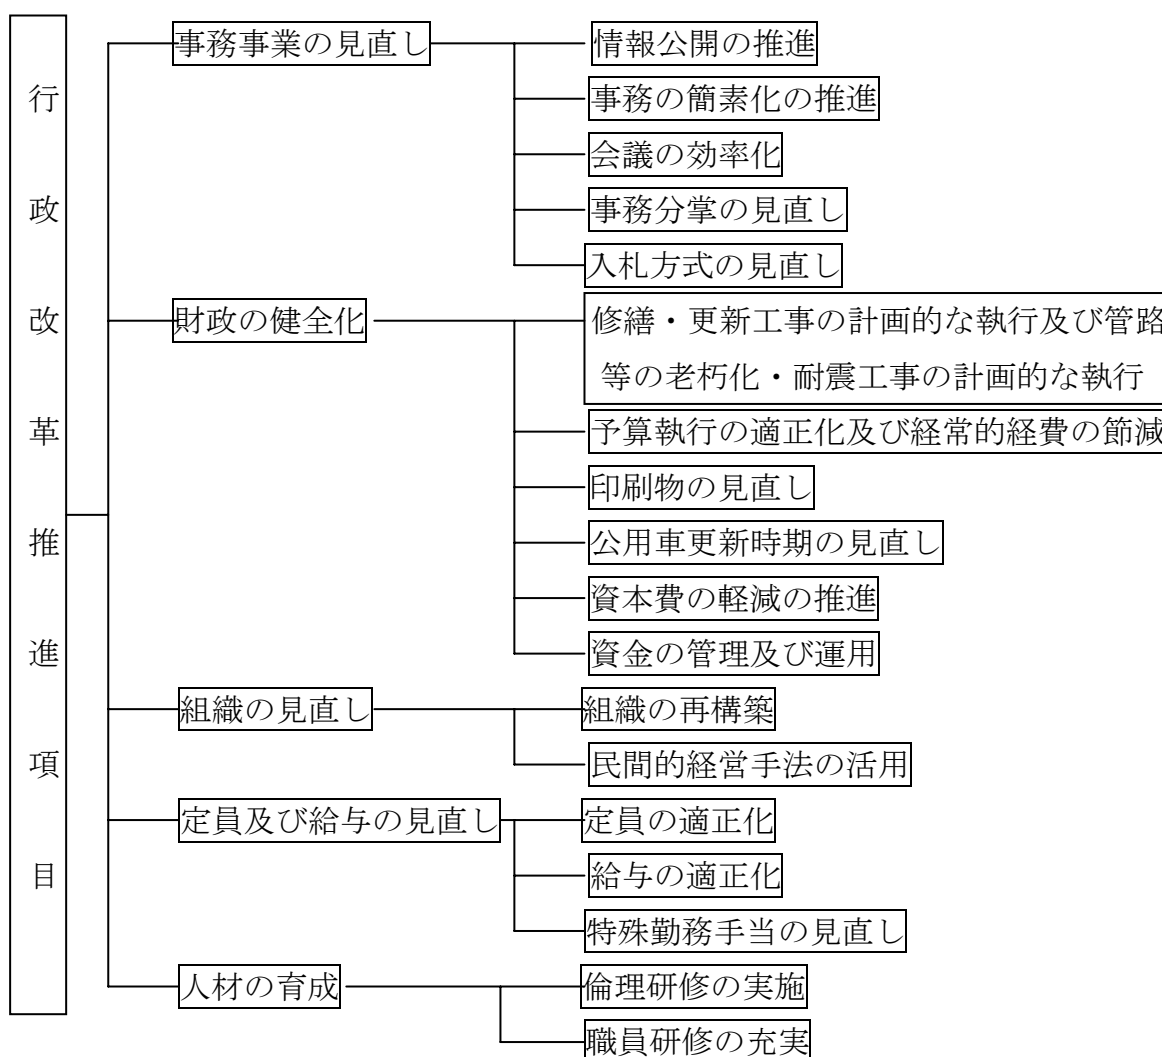 行政改革推進項目
事務事業の見直し
情報公開の推進
事務の簡素化の推進
会議の効率化
事務分掌の見直し
入札方式の見直し
財政の健全化
修繕・更新工事の計画的な執行及び管路
等の老朽化・耐震工事の計画的な執行
予算執行の適正化及び経常的経費の節減
印刷物の見直し
公用車更新時期の見直し
資本費の軽減の推進
資金の管理及び運用
組織の見直し
組織の再構築
民間的経営手法の活用
定員及び給与の見直し
定員の適正化
給与の適正化
特殊勤務手当の見直し
人材の育成
倫理研修の実施
職員研修の充実